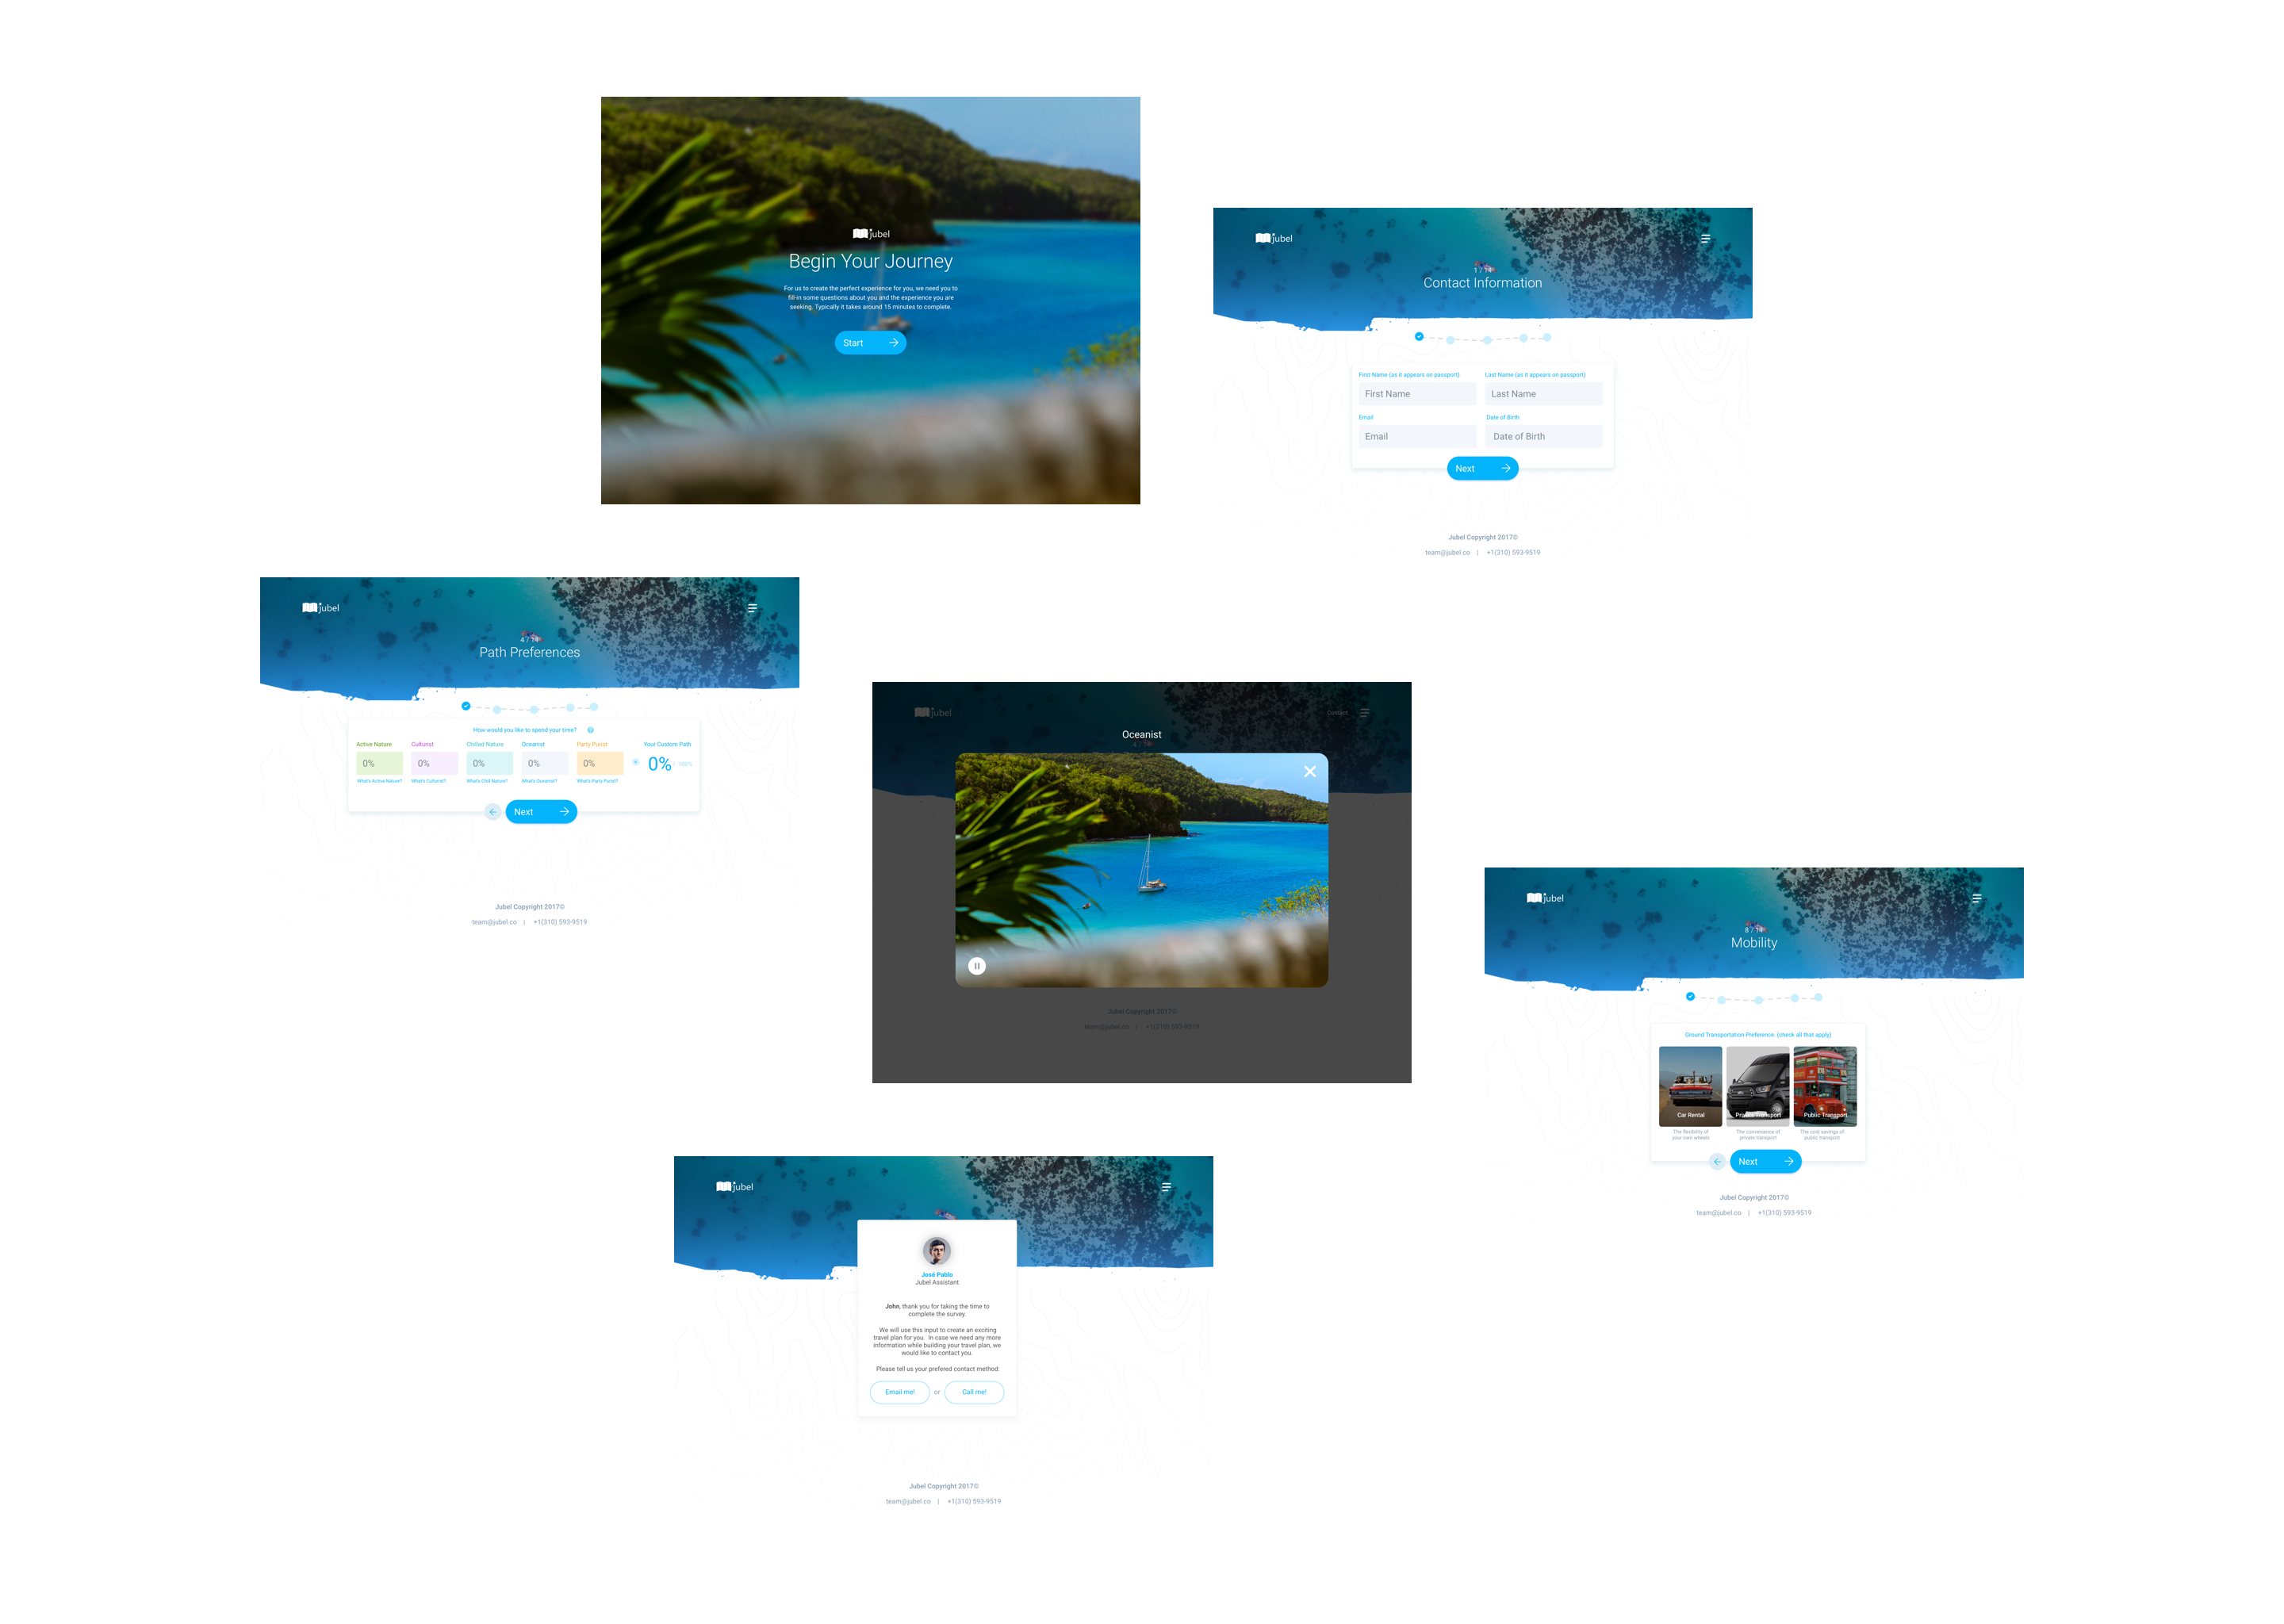 jubel
Begin Your Journey
For us to create the perfect experience for you, we need you to
fill-in some questions about you and the experience you are
seeking. Typically it takes around 15 minutes to complete.
Start
jubel
1 / 14
Contact Information
First Name (as it appears on passport)
Last Name (as it appears on passport)
First Name
Last Name
Email
Date of Birth
Email
Date of Birth
Next
Jubel Copyright 2017©
team@jubel.co | +1(310) 593-9519
jubel
4 / 14
Path Preferences
How would you like to spend your time? ?
Active Nature
Culturist
Chilled Nature
Oceanist
Party Purist
Your Custom Path
0%
0%
0%
0%
0%
0% / 100%
What's Active Nature?
What's Culturist?
What's Chill Nature?
What's Oceanist?
What's Party Purist?
Next
Jubel Copyright 2017©
team@jubel.co | +1(310) 593-9519
jubel
Contact
Oceanist
4 / 14
Jubel Copyright 2017©
team@jubel.co | +1(310) 593-9519
jubel
8 / 14
Mobility
Ground Transportation Preference. (check all that apply)
Car Rental
Private Transport
Public Transport
The flexibility of
your own wheels
The convenience of
private transport
The cost savings of
public transport
Next
Jubel Copyright 2017©
team@jubel.co | +1(310) 593-9519
jubel
José Pablo
Jubel Assistant
John, thank you for taking the time to
complete the survey.
We will use this input to create an exciting
travel plan for you. In case we need any more
information while building your travel plan, we
would like to contact you.
Please tell us your prefered contact method:
Email me!
or
Call me!
Jubel Copyright 2017©
team@jubel.co | +1(310) 593-9519